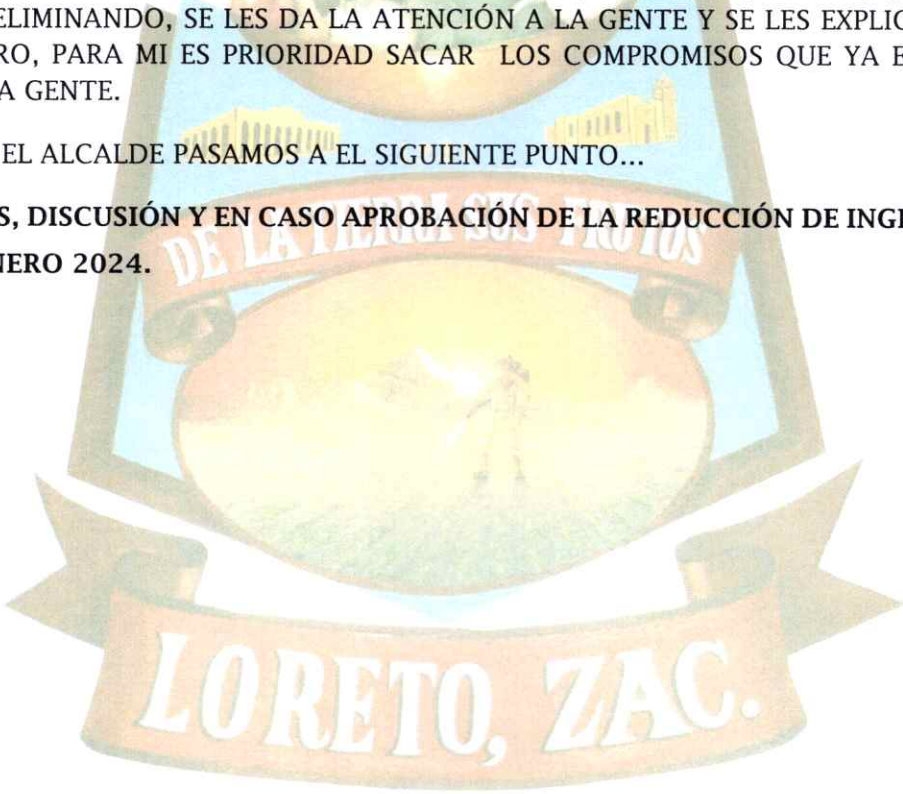 ELIMINANDO, SE LES DA LA ATENCIÓN A LA GENTE Y SE LES
RO, PARA MI ES PRIORIDAD SACAR LOS COMPROMISOS QUE YA
A GENTE.
EL ALCALDE PASAMOS A EL SIGUIENTE PUNTO...
S, DISCUSIÓN Y EN CASO APROBACIÓN DE LA REDUCCIÓN DE
NERO 2024.
DE LA TIERRA SUS FRUTOS
LORETO, ZAC.